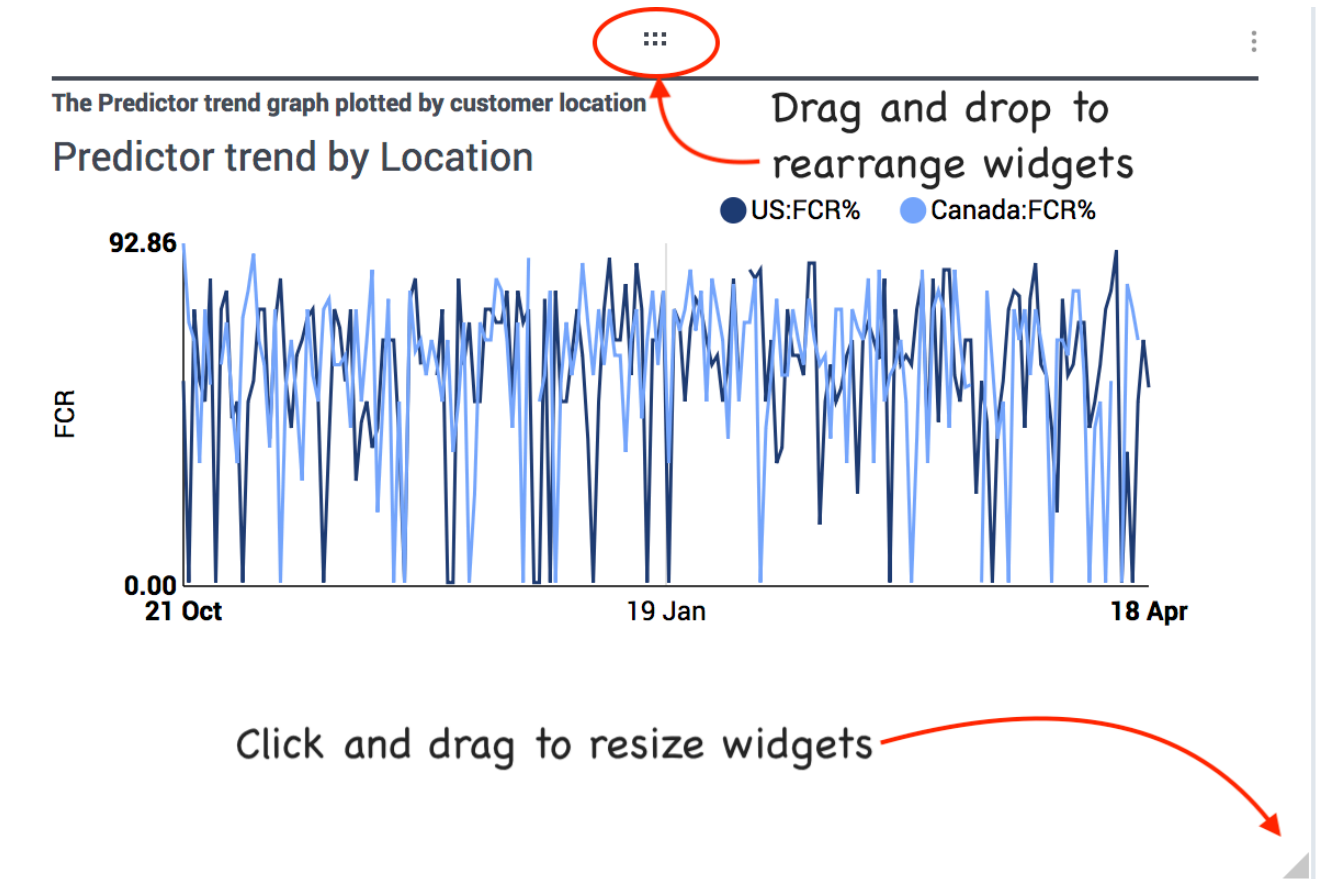 The Predictor trend graph plotted by customer location
Drag and drop to
rearrange widgets
Predictor trend by Location
US:FCR% Canada:FCR%
92.86
FCR
0.00
21 Oct 19 Jan 18 Apr
Click and drag to resize widgets